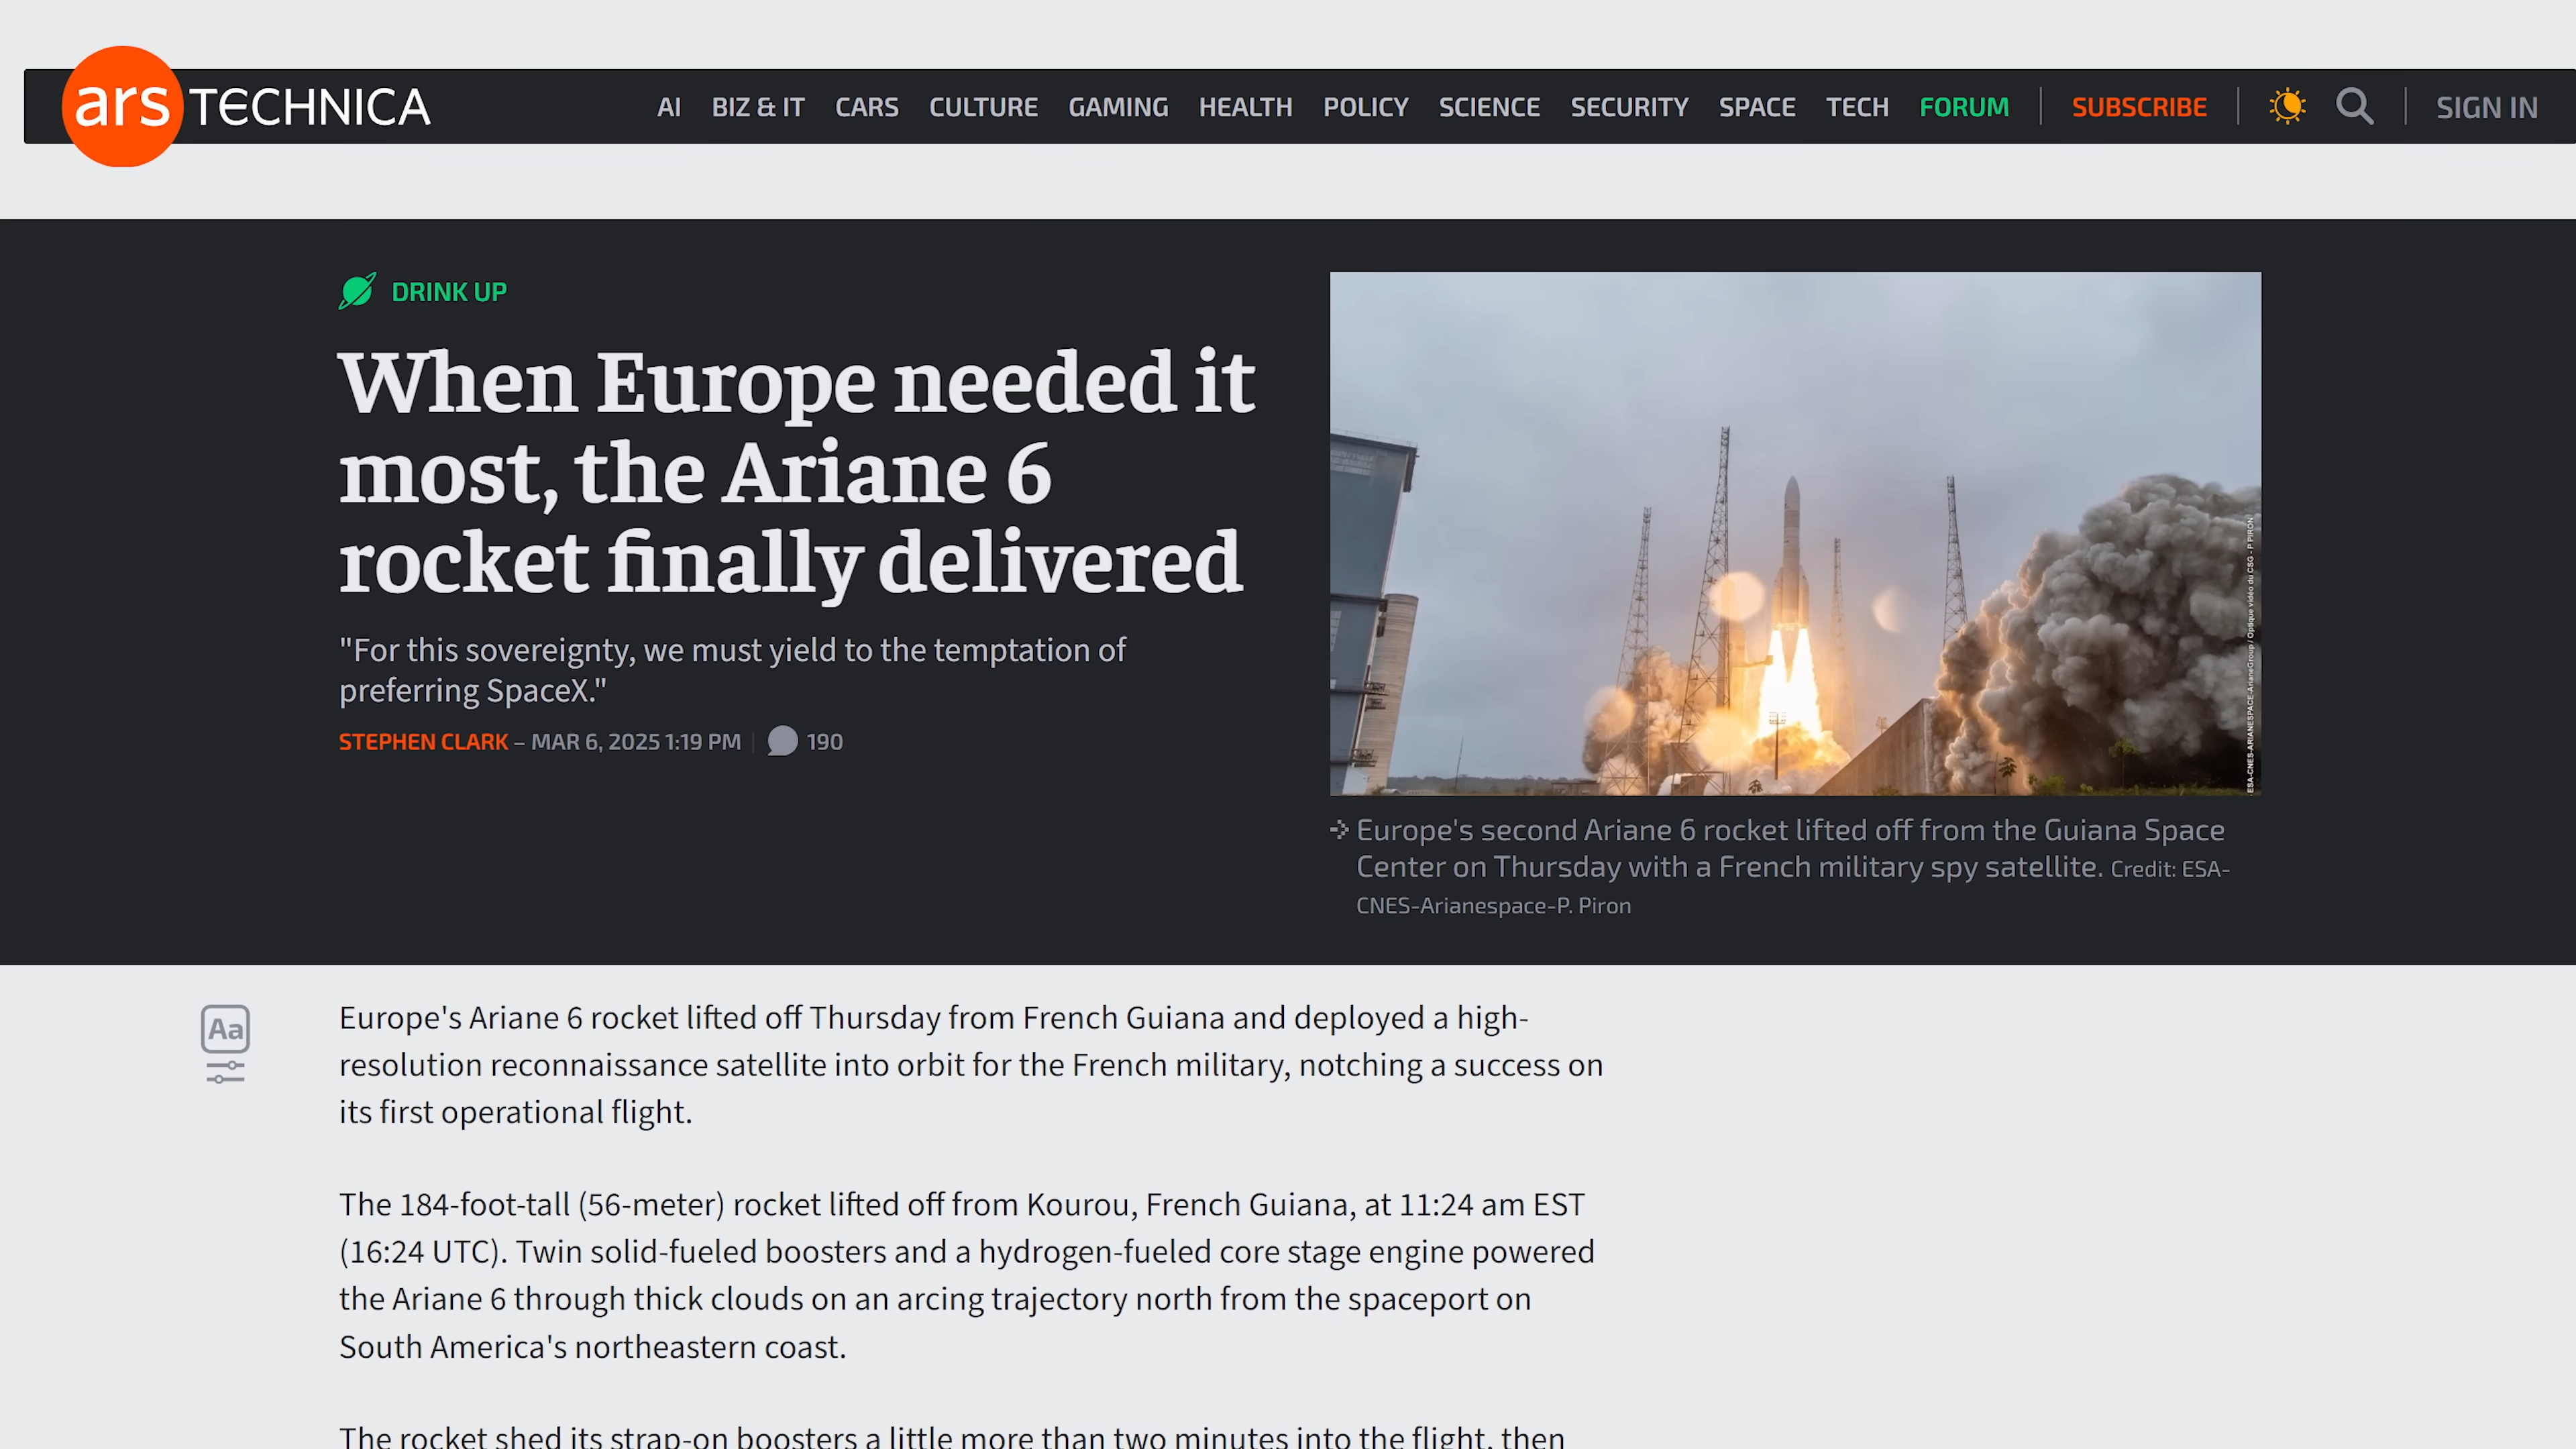 ars TECHNICA
AI BIZ & IT CARS CULTURE GAMING HEALTH POLICY SCIENCE SECURITY SPACE TECH FORUM SUBSCRIBE SIGN IN
DRINK UP
When Europe needed it
most, the Ariane 6
rocket finally delivered
"For this sovereignty, we must yield to the temptation of
preferring SpaceX."
STEPHEN CLARK – MAR 6, 2025 1:19 PM 190
ESA-CNES-ARIANESPACE-ArianeGroup / Optique vidéo du CSG - P. PIRON
Europe's second Ariane 6 rocket lifted off from the Guiana Space
Center on Thursday with a French military spy satellite. Credit: ESA-
CNES-Arianespace-P. Piron
Aa
Europe's Ariane 6 rocket lifted off Thursday from French Guiana and deployed a high-
resolution reconnaissance satellite into orbit for the French military, notching a success on
its first operational flight.
The 184-foot-tall (56-meter) rocket lifted off from Kourou, French Guiana, at 11:24 am EST
(16:24 UTC). Twin solid-fueled boosters and a hydrogen-fueled core stage engine powered
the Ariane 6 through thick clouds on an arcing trajectory north from the spaceport on
South America's northeastern coast.
The rocket shed its strap-on boosters a little more than two minutes into the flight, then